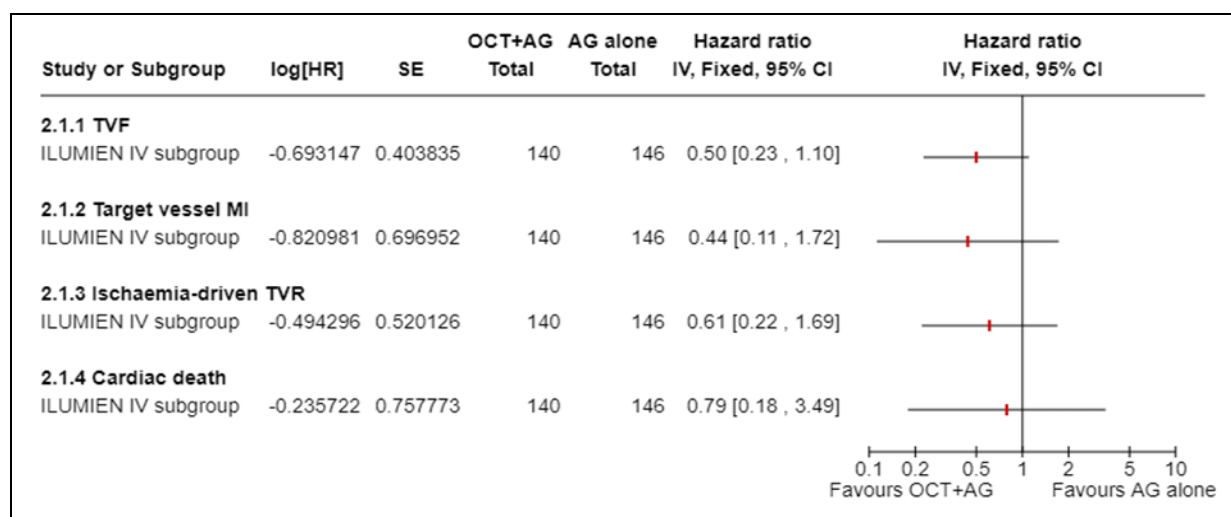 OCT+AG AG alone Hazard ratio Hazard ratio
Study or Subgroup log[HR] SE Total Total IV, Fixed, 95% CI IV, Fixed, 95% CI
2.1.1 TVF
ILUMIEN IV subgroup -0.693147 0.403835 140 146 0.50 [0.23 , 1.10]
2.1.2 Target vessel MI
ILUMIEN IV subgroup -0.820981 0.696952 140 146 0.44 [0.11 , 1.72]
2.1.3 Ischaemia-driven TVR
ILUMIEN IV subgroup -0.494296 0.520126 140 146 0.61 [0.22 , 1.69]
2.1.4 Cardiac death
ILUMIEN IV subgroup -0.235722 0.757773 140 146 0.79 [0.18 , 3.49]
0.1 0.2 0.5 1 2 5 10
Favours OCT+AG Favours AG alone